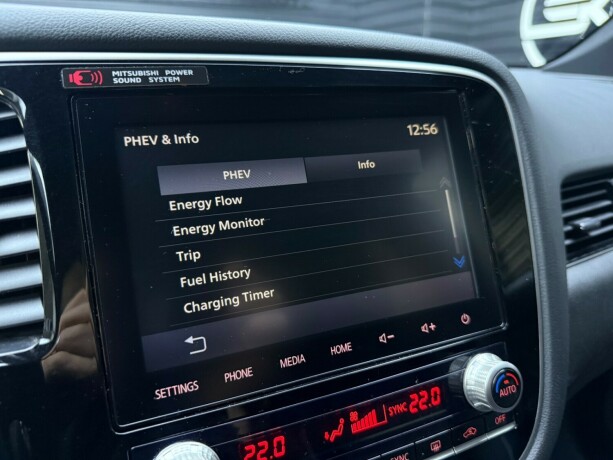 MITSUBISHI POWER
SOUND SYSTEM
PHEV & Info
12:56
PHEV
Info
Energy Flow
Energy Monitor
Trip
Fuel History
Charging Timer
SETTINGS
PHONE
MEDIA
HOME
22.0
SYNC
22.0
AUTO
SYNC
OFF